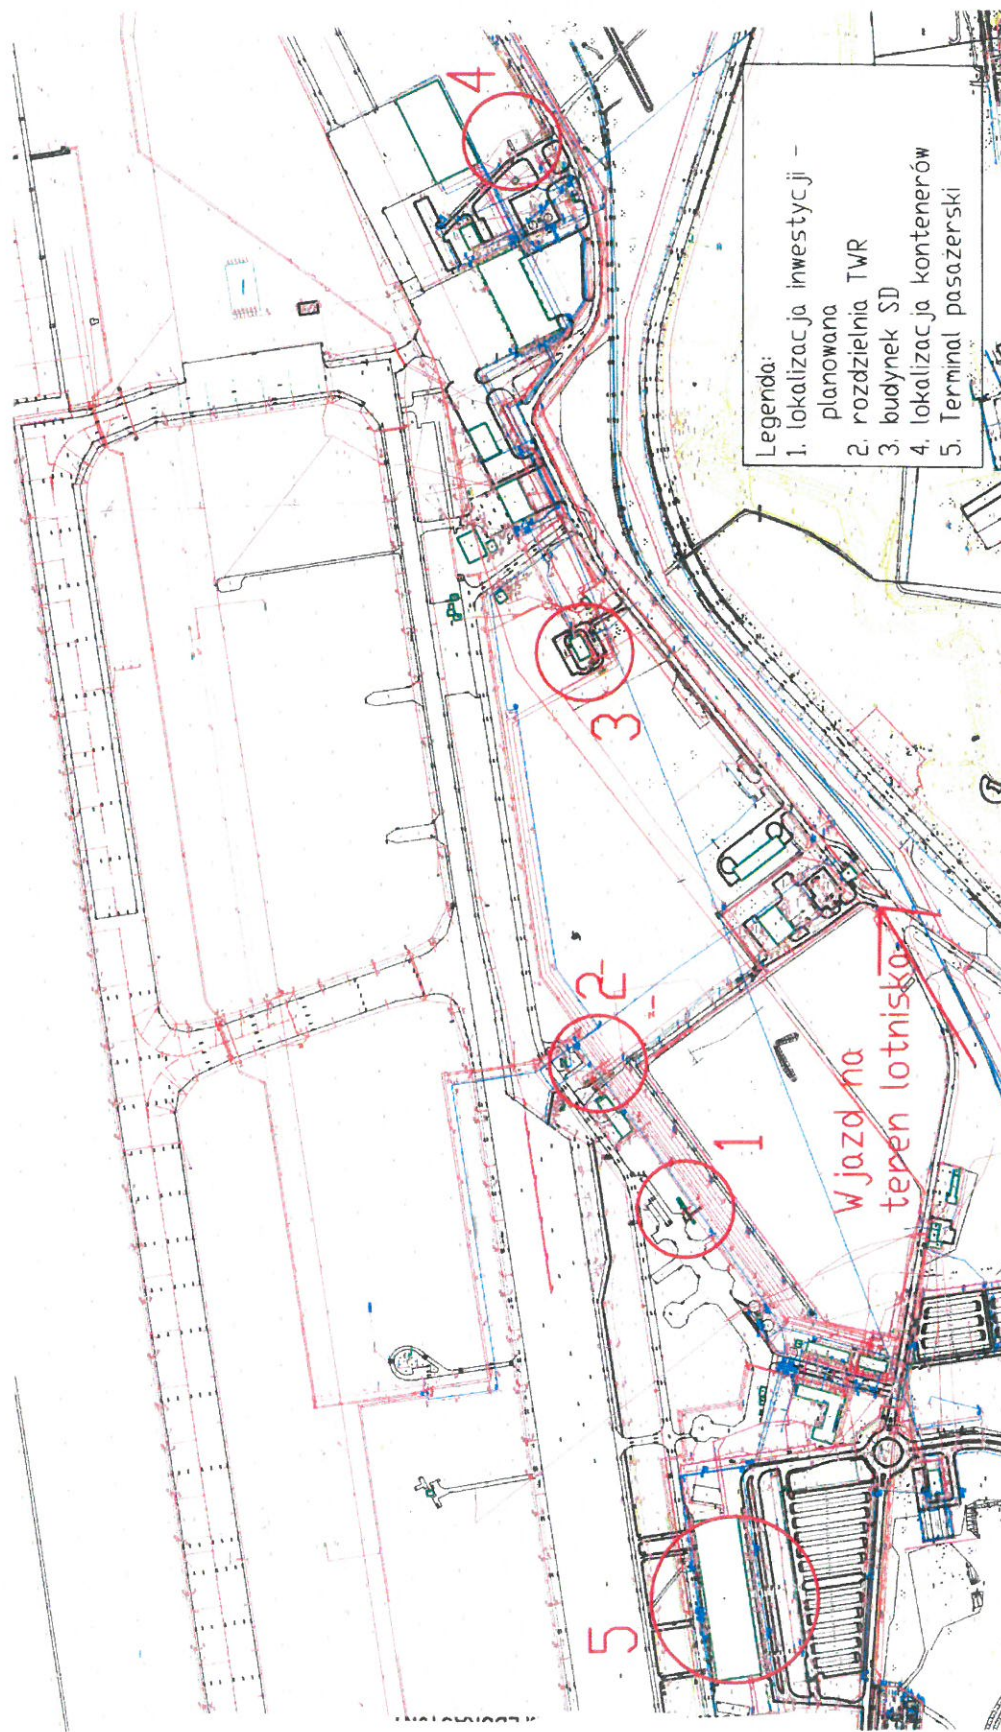 4
Legenda:
1. lokalizacja inwestycji -
planowana
2. rozdzielnia TWR
3. budynek SD
4. lokalizacja kontenerów
5. Terminal pasażerski
3
2
1
Wjazd na
teren lotniska
5